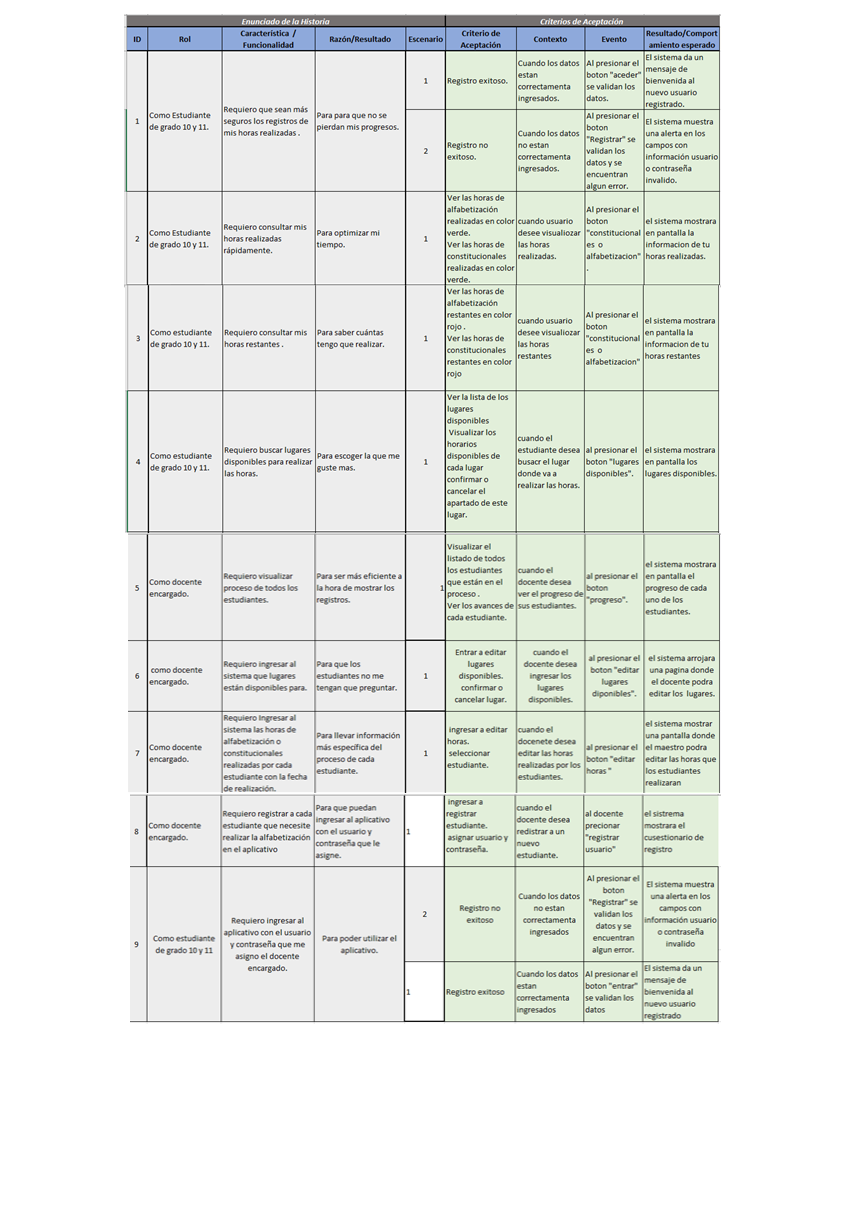 Enunciado de la Historia
Criterios de Aceptación
ID
Rol
Característica /
Funcionalidad
Razón/Resultado
Escenario
Criterio de
Aceptación
Contexto
Evento
Resultado/Comport
amiento esperado
1
Como Estudiante
de grado 10 y 11.
Requiero que sean más
seguros los registros de
mis horas realizadas .
Para para que no se
pierdan mis progresos.
1
Registro exitoso.
Cuando los datos
estan
correctamente
ingresados.
Al presionar el
boton "aceder"
se validan los
datos.
El sistema da un
mensaje de
bienvenida al
nuevo usuario
registrado.
2
Registro no
exitoso.
Cuando los datos
no estan
correctamente
ingresados.
Al presionar el
boton
"Registrar" se
validan los
datos y se
encuentran
algun error.
El sistema muestra
una alerta en los
campos con
información usuario
o contraseña
invalido.
2
Como Estudiante
de grado 10 y 11.
Requiero consultar mis
horas realizadas
rápidamente.
Para optimizar mi
tiempo.
1
Ver las horas de
alfabetización
realizadas en color
verde.
Ver las horas de
constitucionales
realizadas en color
verde.
cuando usuario
desee visualiozar
las horas
realizadas.
Al presionar el
boton
"constitucional
es o
alfabetizacion"
.
el sistema mostrara
en pantalla la
informacion de tu
horas realizadas.
3
Como estudiante
de grado 10 y 11.
Requiero consultar mis
horas restantes .
Para saber cuántas
tengo que realizar.
1
Ver las horas de
alfabetización
restantes en color
rojo .
Ver las horas de
constitucionales
restantes en color
rojo
cuando usuario
desee visualiozar
las horas
restantes
Al presionar el
boton
"constitucional
es o
alfabetizacion"
el sistema mostrara
en pantalla la
informacion de tu
horas restantes
4
Como estudiante
de grado 10 y 11.
Requiero buscar lugares
disponibles para realizar
las horas.
Para escoger la que me
guste mas.
1
Ver la lista de los
lugares
disponibles
Visualizar los
horarios
disponibles de
cada lugar
confirmar o
cancelar el
apartado de este
lugar.
cuando el
estudiante desea
busacr el lugar
donde va a
realizar las horas.
al presionar el
boton "lugares
disponibles".
el sistema mostrara
en pantalla los
lugares disponibles.
5
Como docente
encargado.
Requiero visualizar
proceso de todos los
estudiantes.
Para ser más eficiente a
la hora de mostrar los
registros.
1
Visualizar el
listado de todos
los estudiantes
que están en el
proceso .
Ver los avances de
cada estudiante.
cuando el
docente desea
ver el progreso de
sus estudiantes.
al presionar el
boton
"progreso".
el sistema mostrara
en pantalla el
progreso de cada
uno de los
estudiantes.
6
como docente
encargado.
Requiero ingresar al
sistema que lugares
están disponibles para.
Para que los
estudiantes no me
tengan que preguntar.
1
Entrar a editar
lugares
disponibles.
confirmar o
cancelar lugar.
cuando el
docente desea
ingresar los
lugares
disponibles.
al presionar el
boton "editar
lugares
diponibles".
el sistema arrojara
una pagina donde
el docente podra
editar los lugares.
7
Como docente
encargado.
Requiero Ingresar al
sistema las horas de
alfabetización o
constitucionales
realizadas por cada
estudiante con la fecha
de realización.
Para llevar información
más específica del
proceso de cada
estudiante.
1
ingresar a editar
horas.
seleccionar
estudiante.
cuando el
docenete desea
editar las horas
realizadas por los
estudiantes.
al presionar el
boton "editar
horas "
el sistema mostrar
una pantalla donde
el maestro podra
editar las horas que
los estudiantes
realizaran
8
Como docente
encargado.
Requiero registrar a cada
estudiante que necesite
realizar la alfabetización
en el aplicativo
Para que puedan
ingresar al aplicativo
con el usuario y
contraseña que le
asigne.
1
ingresar a
registrar
estudiante.
asignar usuario y
contraseña.
cuando el
docente desea
redistrar a un
nuevo
estudiante.
al docente
precionar
"registrar
usuario"
el sistrema
mostrara el
cusestionario de
registro
9
Como estudiante
de grado 10 y 11
Requiero ingresar al
aplicativo con el usuario
y contraseña que me
asigno el docente
encargado.
Para poder utilizar el
aplicativo.
2
Registro no
exitoso
Cuando los datos
no estan
correctamenta
ingresados
Al presionar el
boton
"Registrar" se
validan los
datos y se
encuentran
algun error.
El sistema muestra
una alerta en los
campos con
información usuario
o contraseña
invalido
1
Registro exitoso
Cuando los datos
estan
correctamente
ingresados
Al presionar el
boton "entrar"
se validan los
datos
El sistema da un
mensaje de
bienvenida al
nuevo usuario
registrado